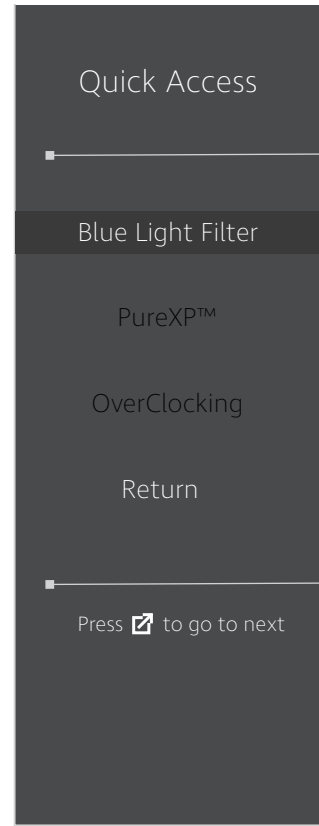 Quick Access
Blue Light Filter
PureXP™
OverClocking
Return
Press to go to next